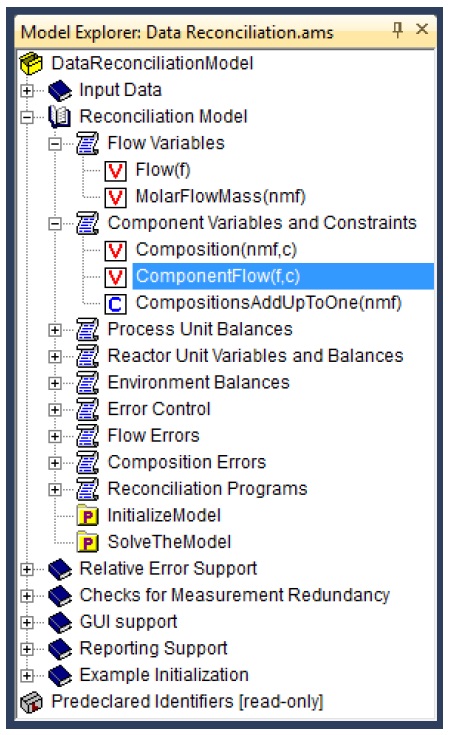 Model Explorer: Data Reconciliation.ams
DataReconciliationModel
Input Data
Reconciliation Model
Flow Variables
V Flow(f)
V MolarFlowMass(nmf)
Component Variables and Constraints
V Composition(nmf,c)
V ComponentFlow(f,c)
C CompositionsAddUpToOne(nmf)
Process Unit Balances
Reactor Unit Variables and Balances
Environment Balances
Error Control
Flow Errors
Composition Errors
Reconciliation Programs
P InitializeModel
P SolveTheModel
Relative Error Support
Checks for Measurement Redundancy
GUI support
Reporting Support
Example Initialization
Predeclared Identifiers [read-only]